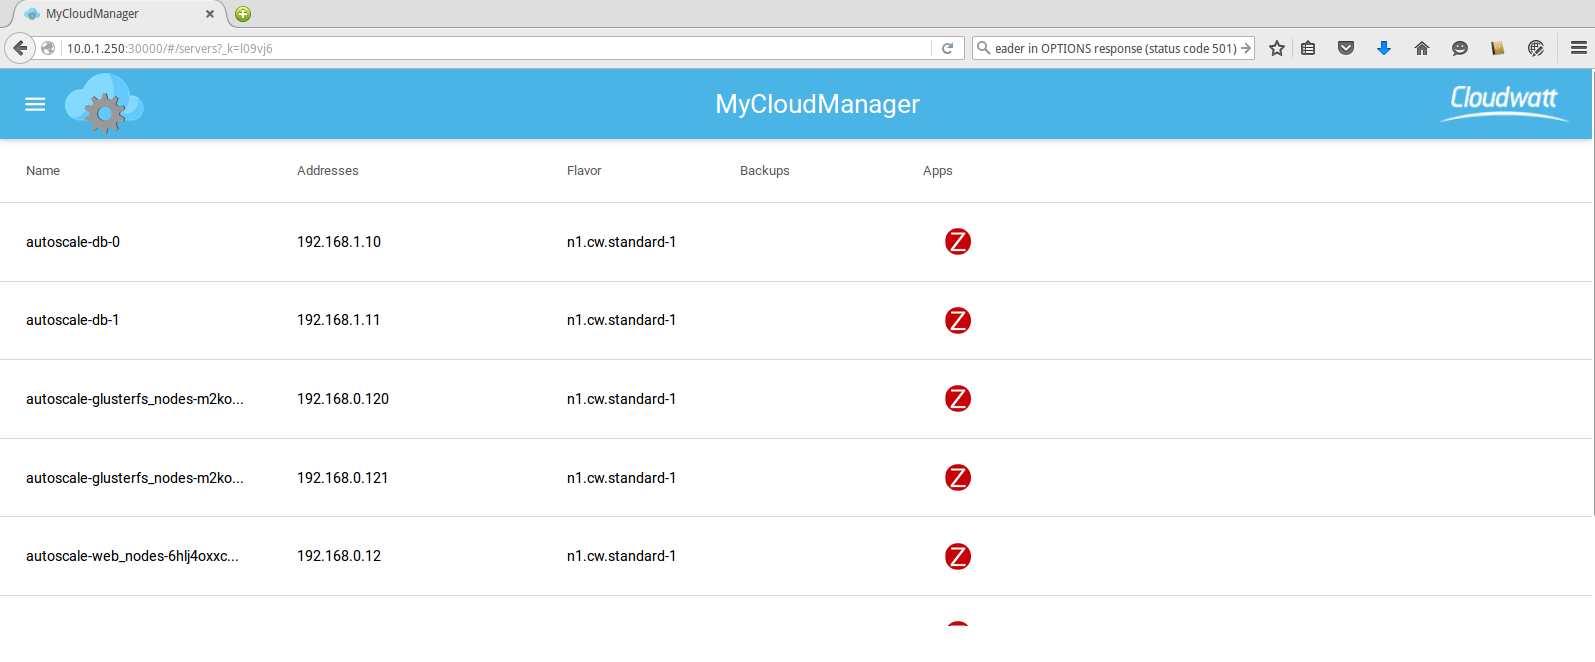 MyCloudManager
10.0.1.250:30000/#/servers?_k=l09vj6
eader in OPTIONS response (status code 501)
MyCloudManager
Cloudwatt
Name Addresses Flavor Backups Apps
autoscale-db-0 192.168.1.10 n1.cw.standard-1 Z
autoscale-db-1 192.168.1.11 n1.cw.standard-1 Z
autoscale-glusterfs_nodes-m2ko... 192.168.0.120 n1.cw.standard-1 Z
autoscale-glusterfs_nodes-m2ko... 192.168.0.121 n1.cw.standard-1 Z
autoscale-web_nodes-6hlj4oxxc... 192.168.0.12 n1.cw.standard-1 Z